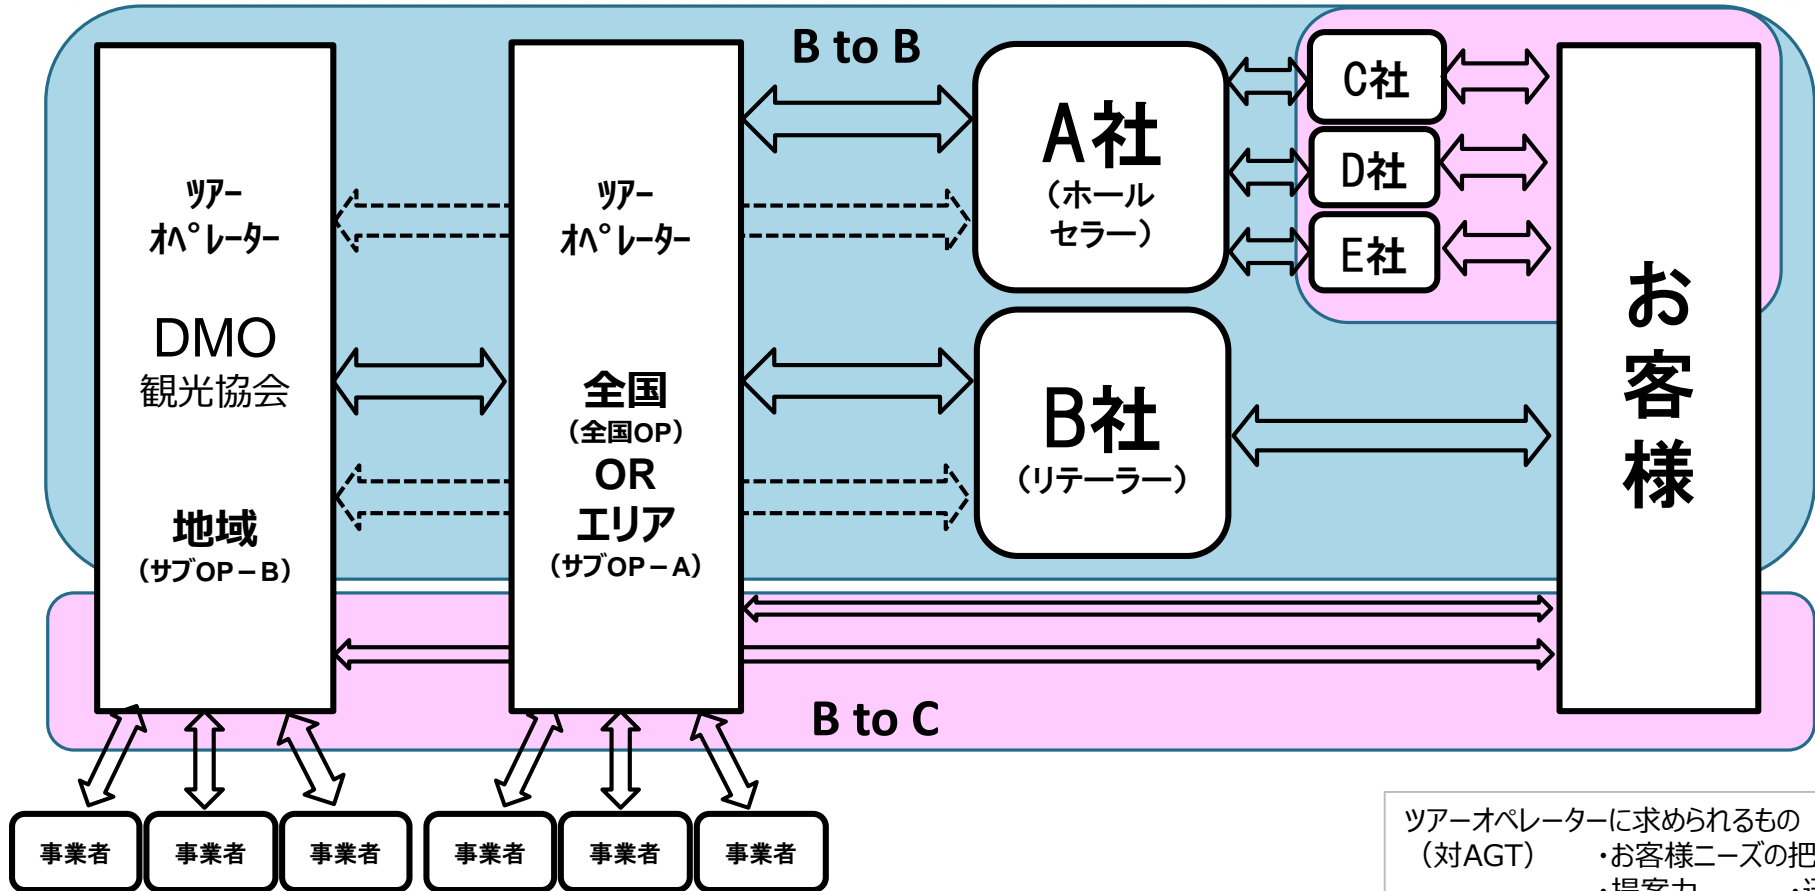 B to B
ツアー
オペレーター
DMO
観光協会
地域
（サブOP－B）
ツアー
オペレーター
全国
（全国OP）
OR
エリア
（サブOP－A）
A社
（ホール
セラー）
B社
（リテーラー）
C社
D社
E社
お客様
B to C
事業者
事業者
事業者
事業者
事業者
事業者
ツアーオペレーターに求められるもの
（対AGT） ・お客様ニーズの把